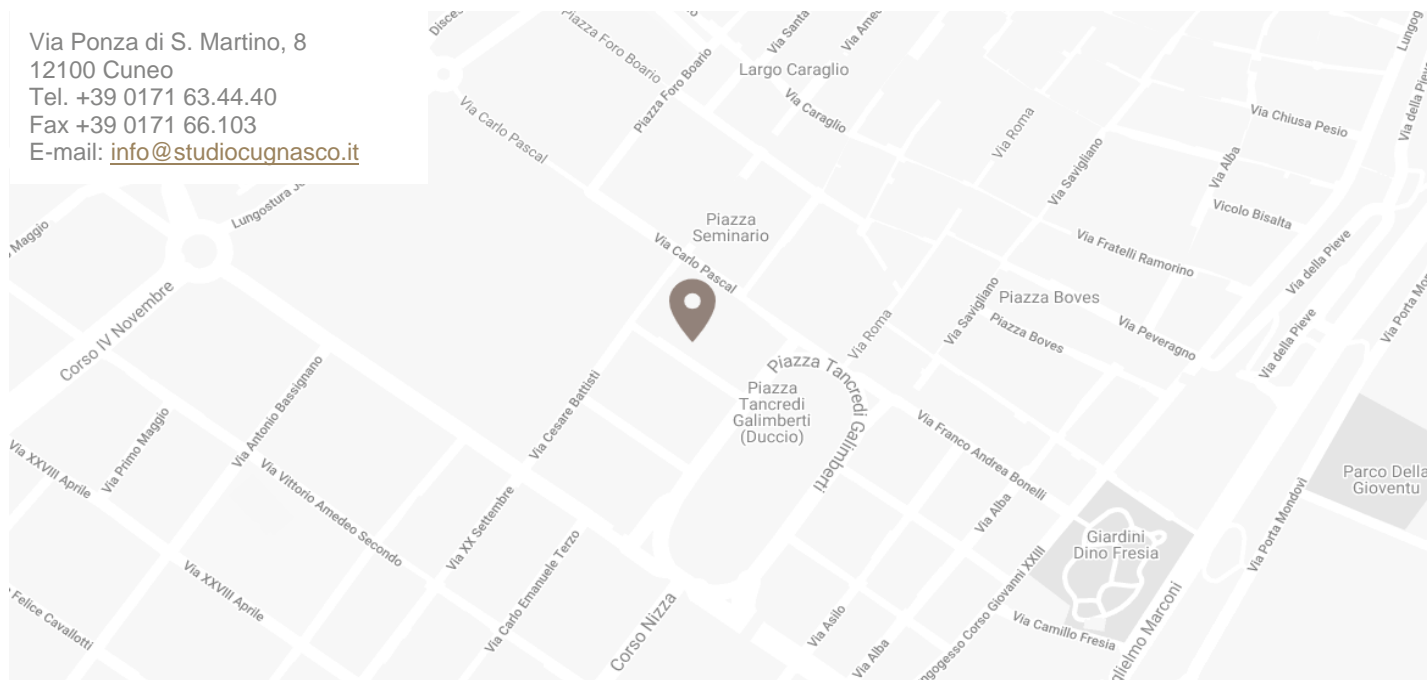 Via Ponza di S. Martino, 8
12100 Cuneo
Tel. +39 0171 63.44.40
Fax +39 0171 66.103
E-mail: info@studiocugnasco.it
Piazza Foro Boario
Piazza Foro Boario
Largo Caraglio
Via Caraglio
Via Carlo Pascal
Via Roma
Via Savigliano
Via Chiusa Pesio
Via della Pieve
Via Alba
Vicolo Bisalta
Maggio
Piazza
Seminario
Via Carlo Pascal
Via Fratelli Ramorino
Via della Pieve
Corso IV Novembre
Piazza Boves
Via Savigliano
Piazza Boves
Via Peveragno
Via Roma
Via della Pieve
Piazza Tancredi Galimberti
Piazza
Tancredi
Galimberti
(Duccio)
Via Antonio Bassignano
Via Cesare Battisti
Via Primo Maggio
Via XXVIII Aprile
Via Vittorio Amedeo Secondo
Via Franco Andrea Bonelli
Parco Della
Gioventu
Via XX Settembre
Via Alba
Via Porta Mondovì
Giardini
Dino Fresia
Via Carlo Emanuele Terzo
Via XXVIII Aprile
Felice Cavallotti
Corso Nizza
Via Asilo
Via Alba
Corso Giovanni XXIII
Via Camillo Fresia
Marconi